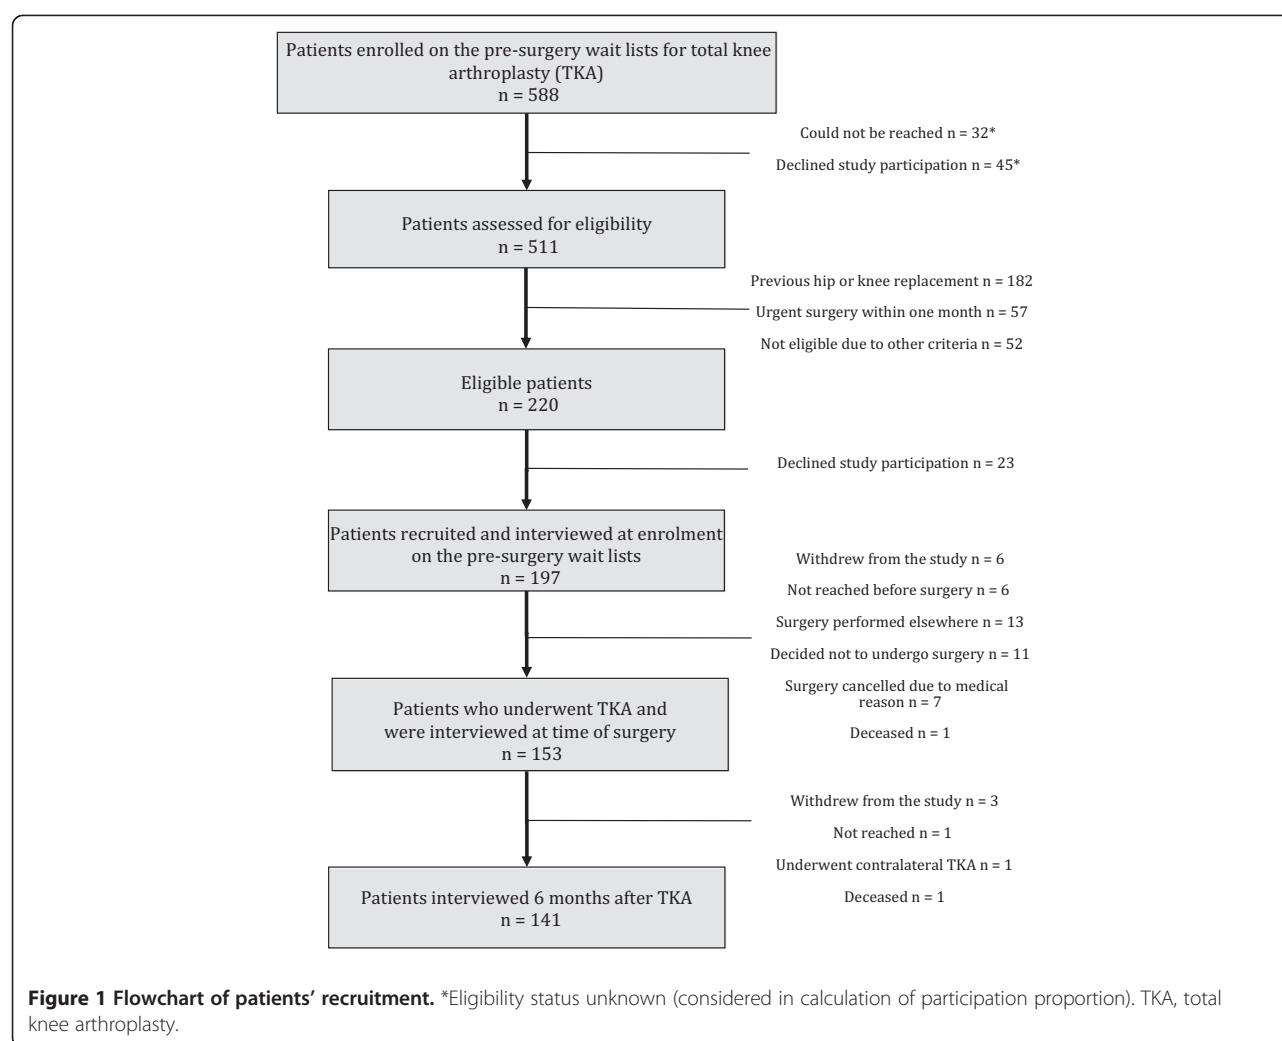 Patients enrolled on the pre-surgery wait lists for total knee
arthroplasty (TKA)
n = 588
Could not be reached n = 32*
Declined study participation n = 45*
Patients assessed for eligibility
n = 511
Previous hip or knee replacement n = 182
Urgent surgery within one month n = 57
Not eligible due to other criteria n = 52
Eligible patients
n = 220
Declined study participation n = 23
Patients recruited and interviewed at enrolment
on the pre-surgery wait lists
n = 197
Withdrew from the study n = 6
Not reached before surgery n = 6
Surgery performed elsewhere n = 13
Decided not to undergo surgery n = 11
Surgery cancelled due to medical
reason n = 7
Deceased n = 1
Patients who underwent TKA and
were interviewed at time of surgery
n = 153
Withdrew from the study n = 3
Not reached n = 1
Underwent contralateral TKA n = 1
Deceased n = 1
Patients interviewed 6 months after TKA
n = 141
Figure 1 Flowchart of patients’ recruitment. *Eligibility status unknown (considered in calculation of participation proportion). TKA, total
knee arthroplasty.